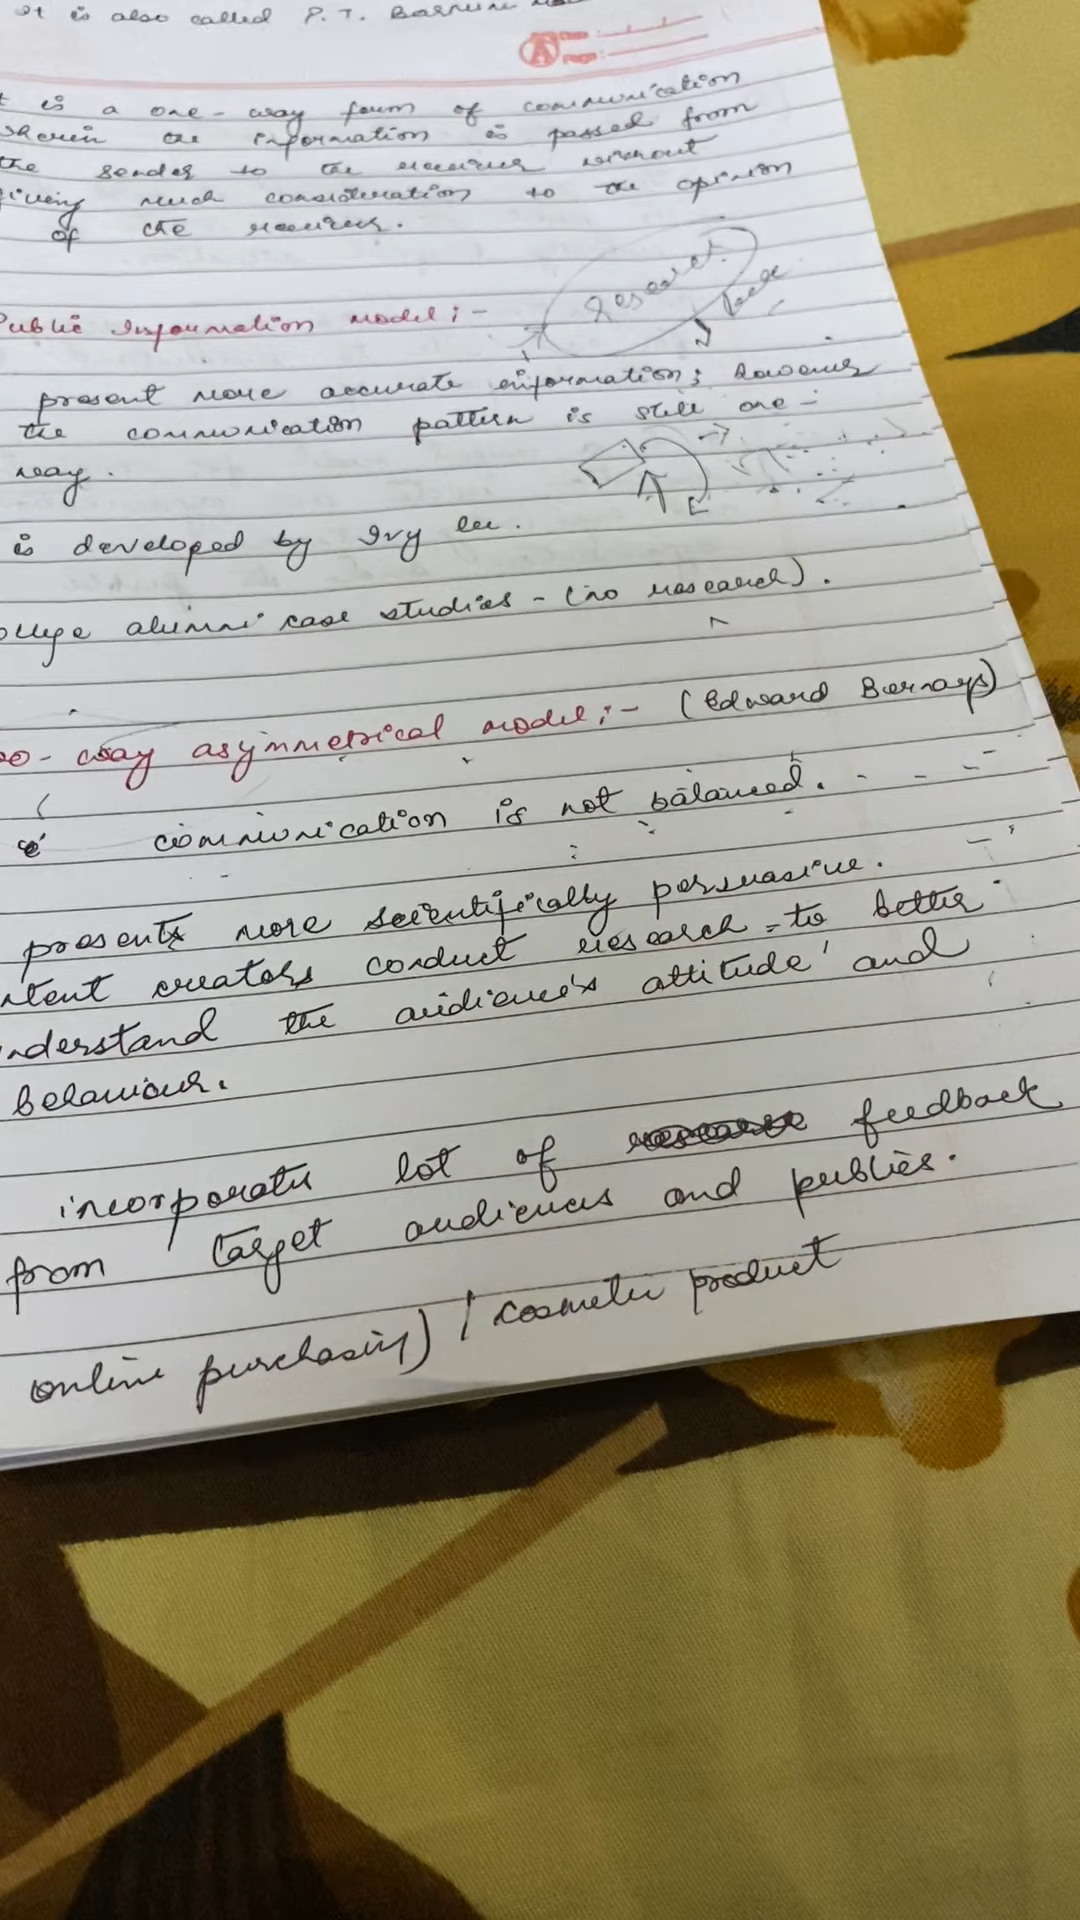 It is also called P. T. Barnum
is a one-way form of communication
wherein the information is passed from
the sender to the receiver without
giving much consideration to the opinion
of the receiver.
Research
Public Information Model :-
present more accurate information; however
the communication pattern is still one-
way.
is developed by Ivy lee.
alumni case studies - (no research).
way asymmetrical model :- (Edward Bernays)
communication is not balanced.
presents more scientifically persuasive.
creators conduct research - to better
understand the audience's attitude and
behaviour.
incorporates lot of feedback
from target audiences and publics.
online purchasing) / cosmetic product